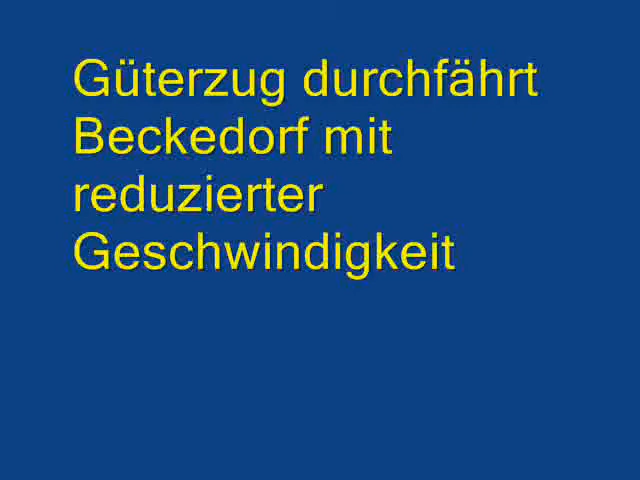 Güterzug durchfährt
Beckedorf mit
reduzierter
Geschwindigkeit